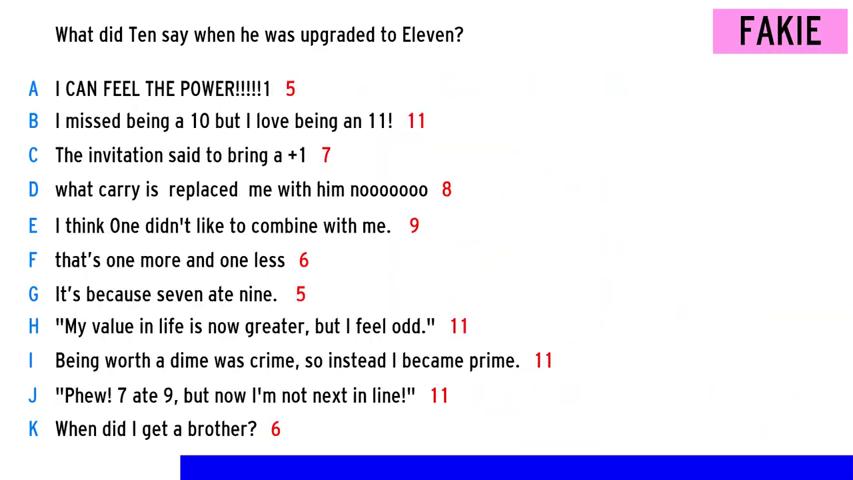 What did Ten say when he was upgraded to Eleven?
FAKIE
A I CAN FEEL THE POWER!!!!!1 5
B I missed being a 10 but I love being an 11! 11
C The invitation said to bring a +1 7
D what carry is replaced me with him nooooooo 8
E I think One didn't like to combine with me. 9
F that's one more and one less 6
G It's because seven ate nine. 5
H "My value in life is now greater, but I feel odd." 11
I Being worth a dime was crime, so instead I became prime. 11
J "Phew! 7 ate 9, but now I'm not next in line!" 11
K When did I get a brother? 6